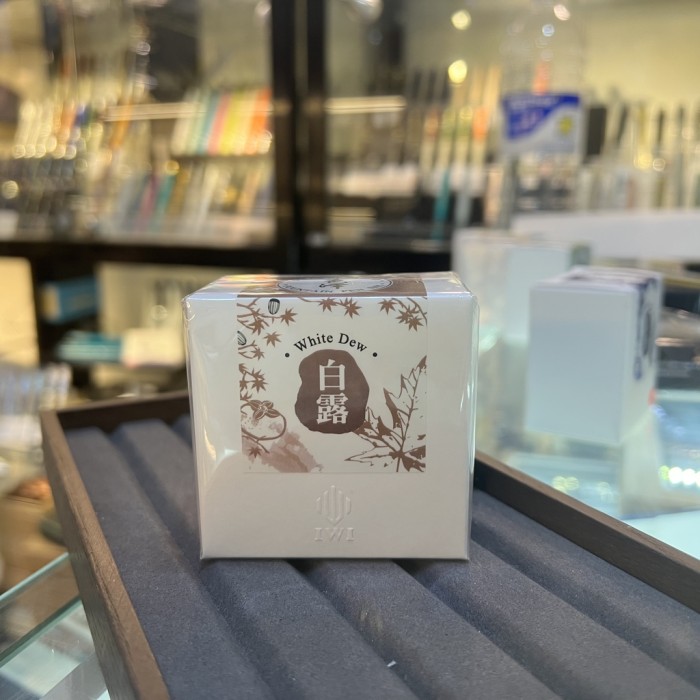 • White Dew •
白露
IWI